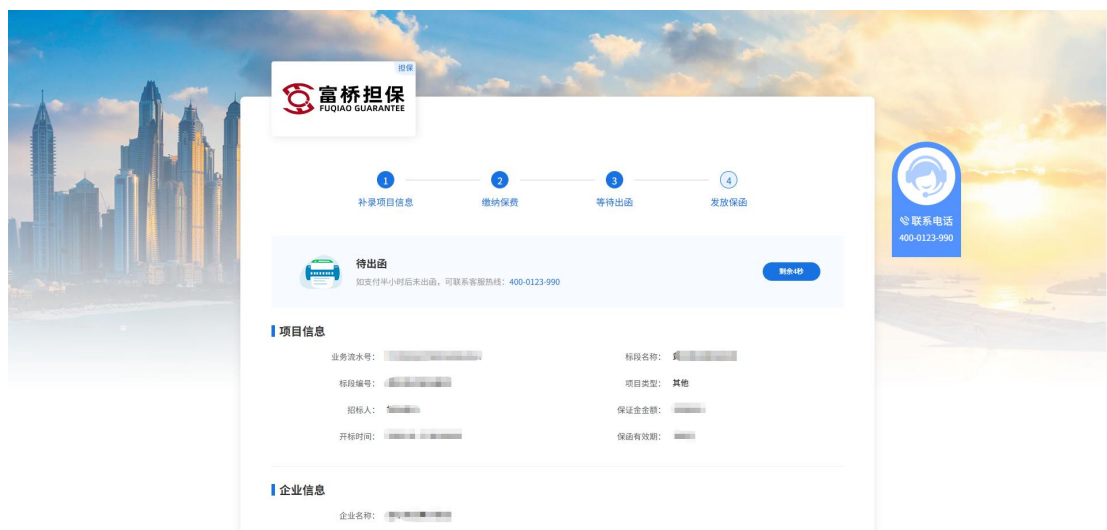 担保
富桥担保
FUQIAO GUARANTEE
1 2 3 4
补录项目信息 缴纳保费 等待出函 发放保函
联系电话
400-0123-990
待出函
如支付半小时后未出函，可联系客服热线：400-0123-990
剩余4秒
项目信息
业务流水号： 标段名称：
标段编号： 项目类型： 其他
招标人： 保证金金额：
开标时间： 保函有效期：
企业信息
企业名称：